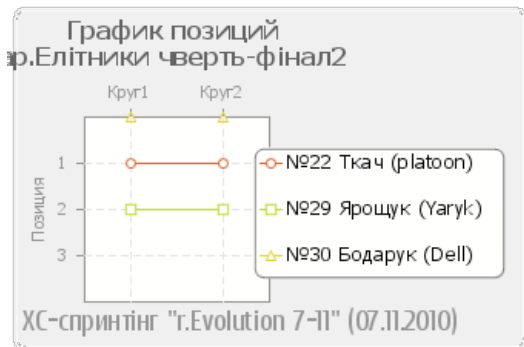 График позиций
р.Елітники чверть-фінал2
Круг1 Круг2
Позиция
1
2
3
№22 Ткач (platoon)
№29 Ярощук (Yaryk)
№30 Бодарук (Dell)
ХС-спринтінг "r.Evolution 7-11" (07.11.2010)